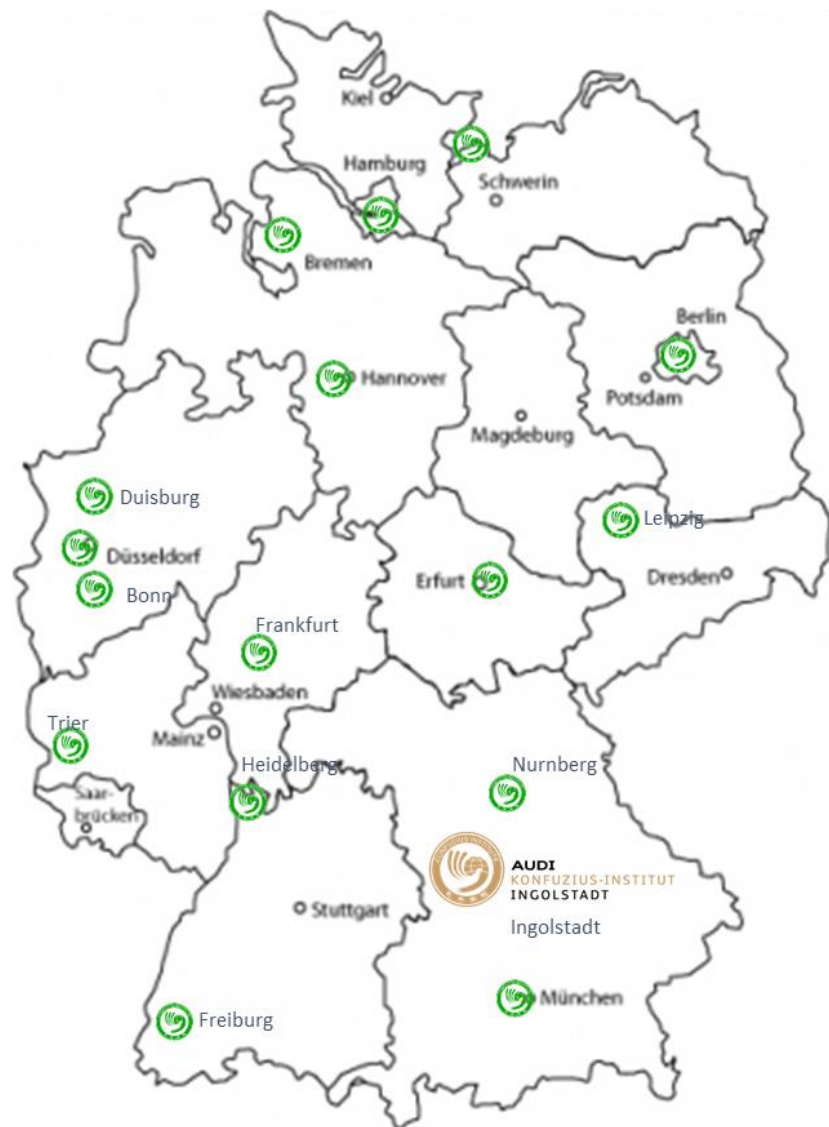 Kiel
Hamburg
Schwerin
Bremen
Berlin
Hannover
Potsdam
Magdeburg
Duisburg
Leipzig
Düsseldorf
Erfurt
Dresden
Bonn
Frankfurt
Wiesbaden
Trier
Mainz
Heidelberg
Nurnberg
Saar-
brücken
AUDI
KONFUZIUS-INSTITUT
INGOLSTADT
Stuttgart
Ingolstadt
München
Freiburg